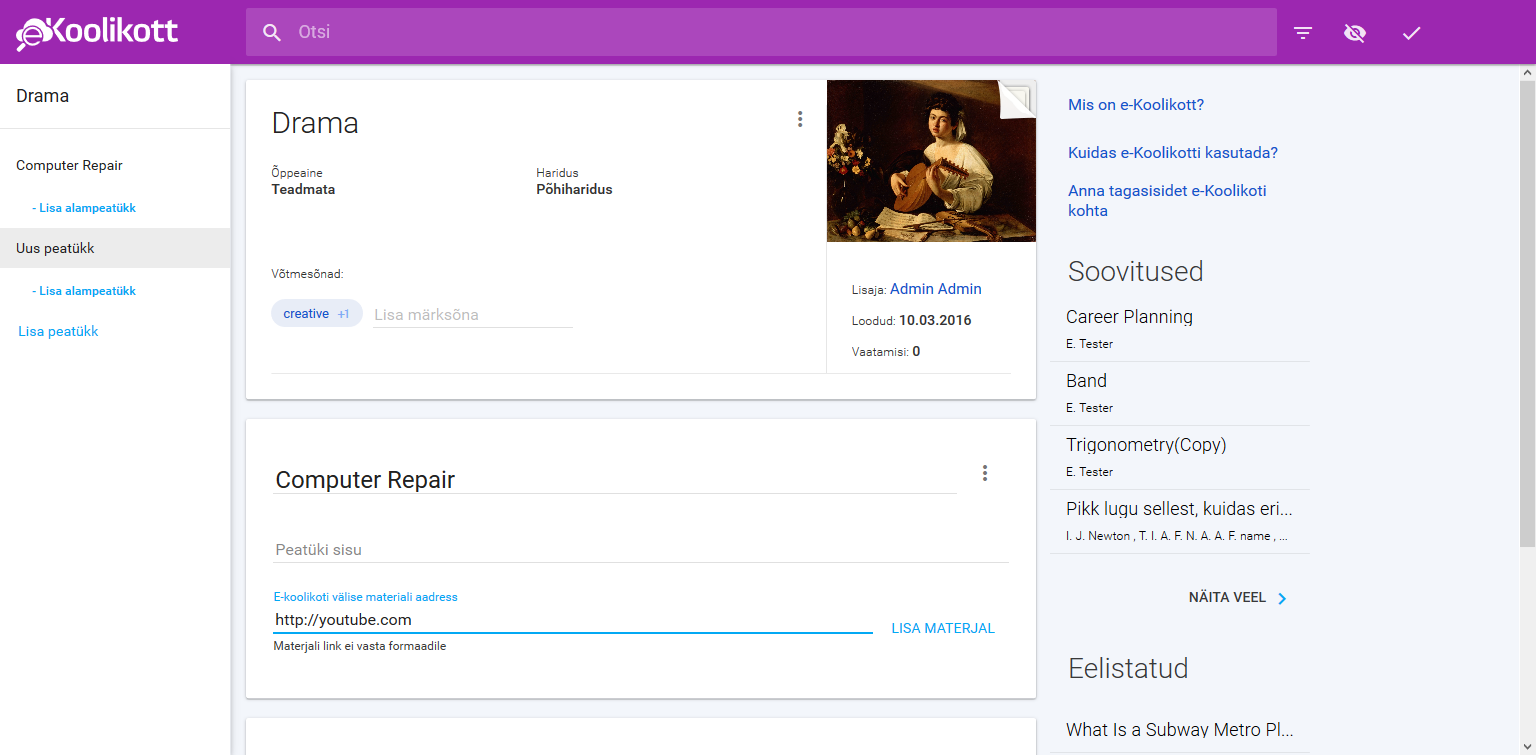 eKoolikott
Otsi
Drama
Computer Repair
- Lisa alampeatükk
Uus peatükk
- Lisa alampeatükk
Lisa peatükk
Drama
Õppeaine
Teadmata
Haridus
Põhiharidus
Võtmesõnad:
creative +1
Lisa märksõna
Lisaja: Admin Admin
Loodud: 10.03.2016
Vaatamisi: 0
Computer Repair
Peatüki sisu
E-koolikoti välise materiali aadress
http://youtube.com
LISA MATERJAL
Materjali link ei vasta formaadile
Mis on e-Koolikott?
Kuidas e-Koolikotti kasutada?
Anna tagasisidet e-Koolikoti
kohta
Soovitused
Career Planning
E. Tester
Band
E. Tester
Trigonometry(Copy)
E. Tester
Pikk lugu sellest, kuidas eri...
I. J. Newton , T. I. A. F. N. A. A. F. name , ...
NÄITA VEEL
Eelistatud
What Is a Subway Metro Pl...